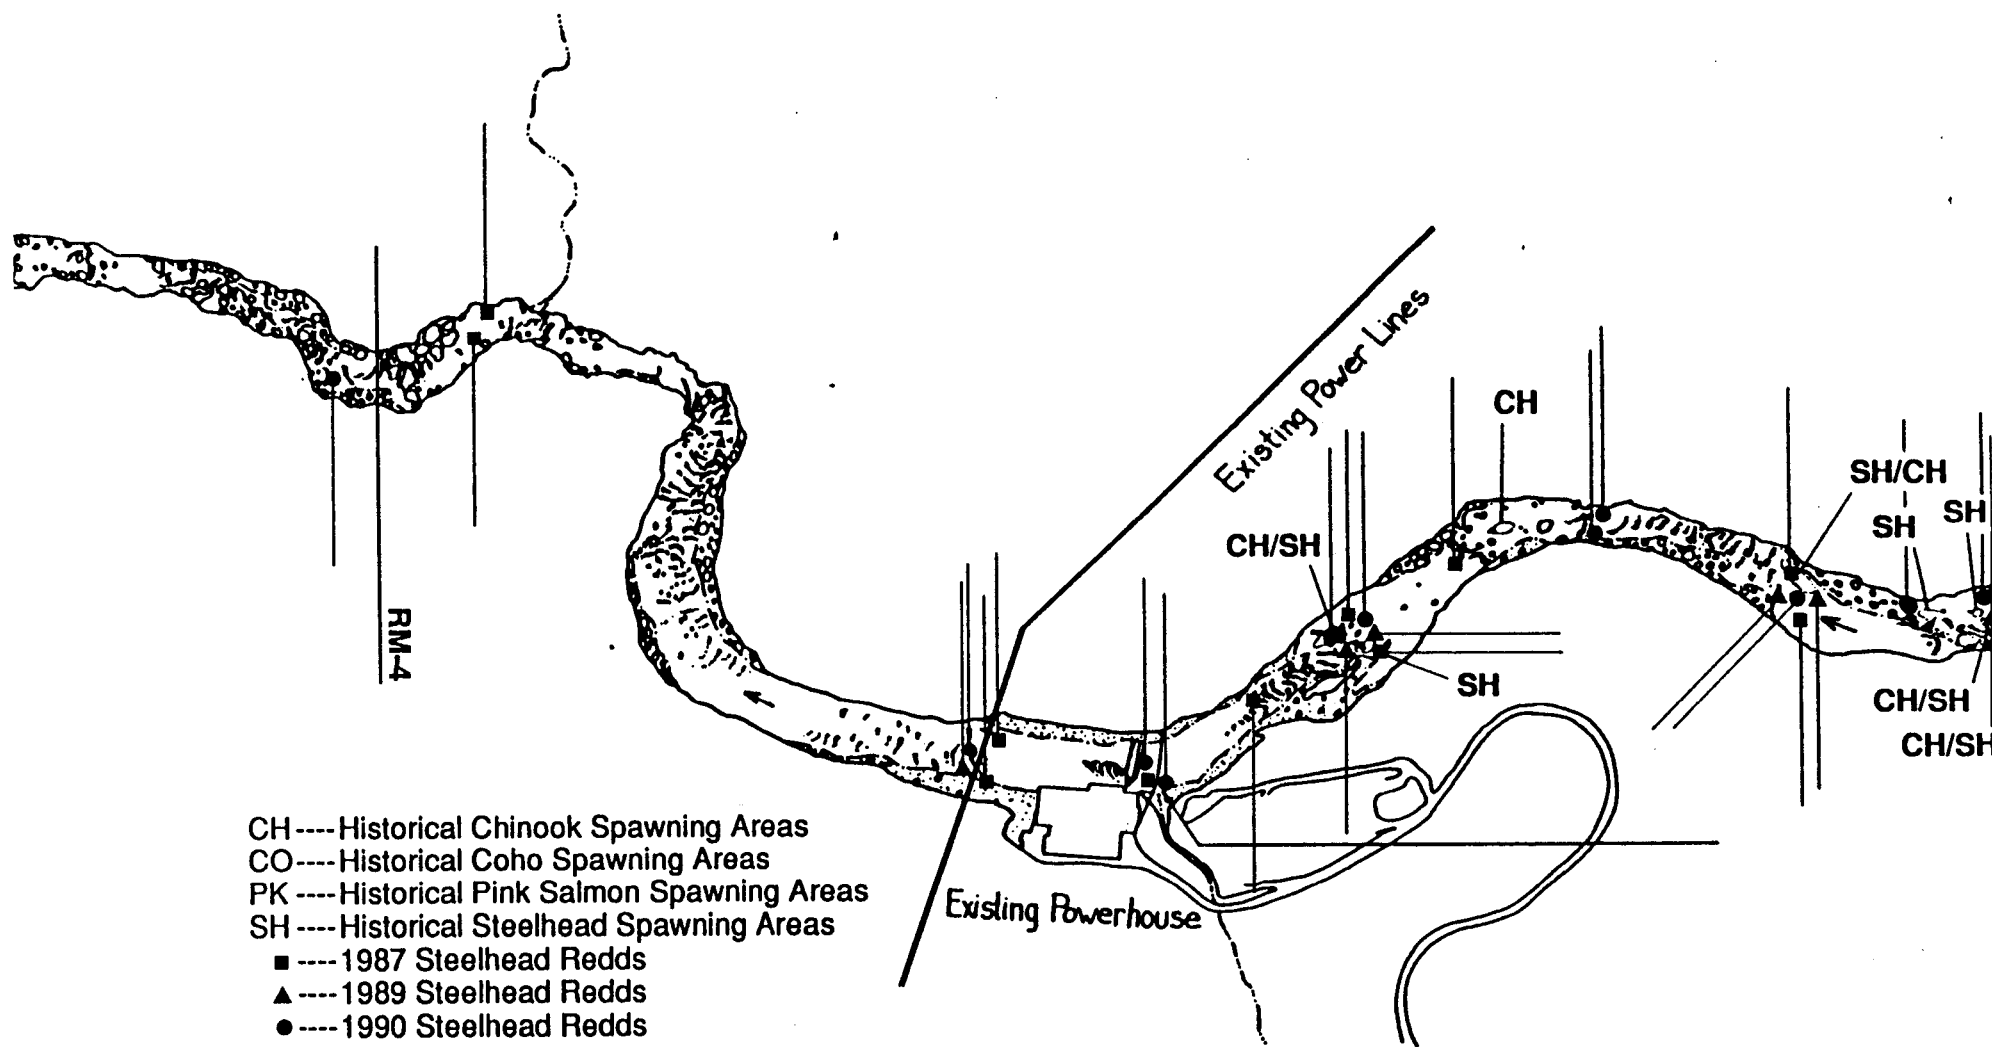 Existing Power Lines
CH
SH/CH
SH
SH
CH/SH
SH
CH/SH
CH/SH
RM-4
CH ---- Historical Chinook Spawning Areas
CO ---- Historical Coho Spawning Areas
PK ---- Historical Pink Salmon Spawning Areas
SH ---- Historical Steelhead Spawning Areas
■ ---- 1987 Steelhead Redds
▲ ---- 1989 Steelhead Redds
● ---- 1990 Steelhead Redds
Existing Powerhouse